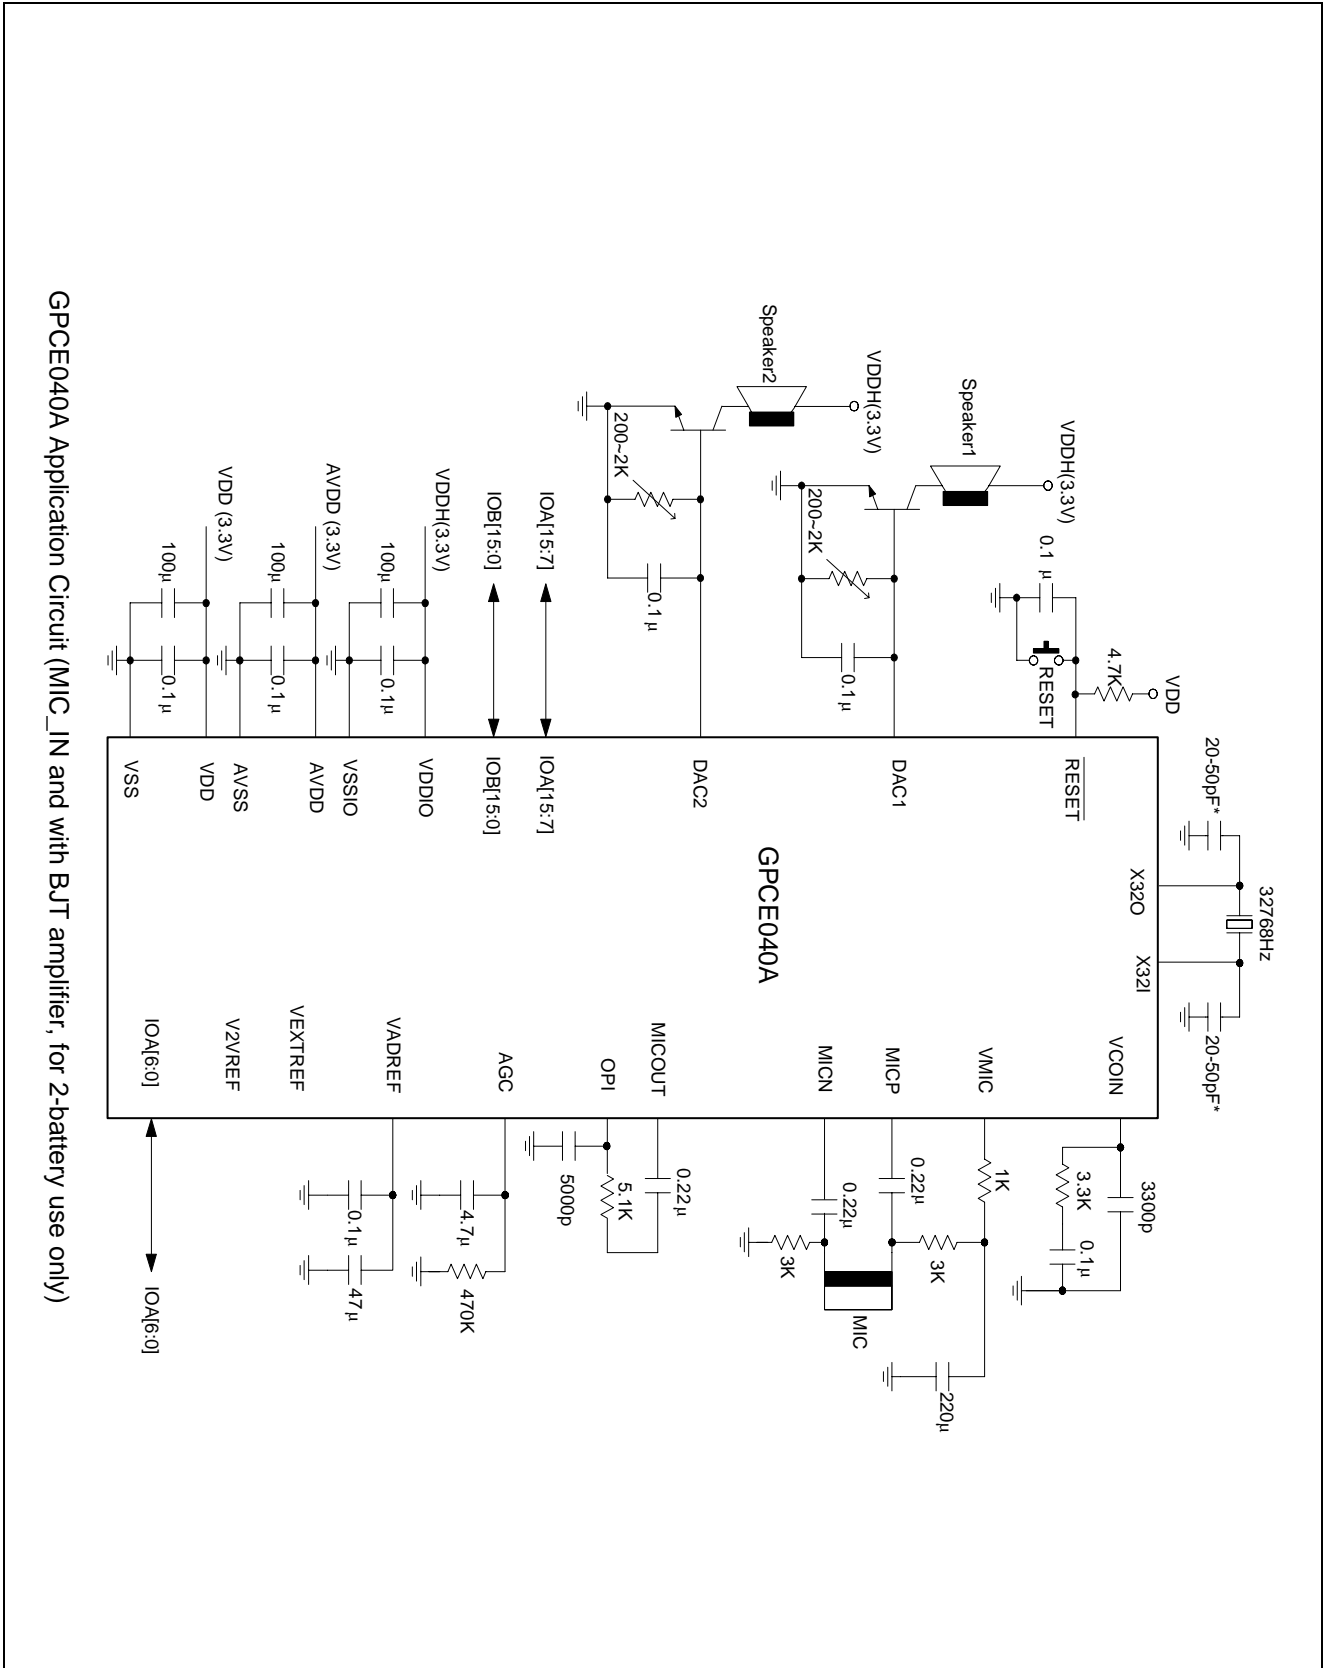 32768Hz
20-50pF*
20-50pF*
X32O
X32I
VDD
4.7K
0.1 µ
RESET
RESET
VDDH(3.3V)
Speaker1
200~2K
0.1µ
DAC1
VDDH(3.3V)
Speaker2
200~2K
0.1µ
DAC2
IOA[15:7]
IOA[15:7]
IOB[15:0]
IOB[15:0]
VDDH(3.3V)
100µ
0.1µ
VDDIO
VSSIO
AVDD (3.3V)
100µ
0.1µ
AVDD
AVSS
VDD (3.3V)
100µ
0.1µ
VDD
VSS
GPCE040A
VCOIN
3300p
3.3K
0.1µ
VMIC
1K
3K
220µ
MICP
0.22µ
MIC
MICN
0.22µ
3K
MICOUT
0.22µ
OPI
5.1K
5000p
AGC
4.7µ
470K
VADREF
0.1µ
47µ
VEXTREF
V2VREF
IOA[6:0]
IOA[6:0]
GPCE040A Application Circuit (MIC_IN and with BJT amplifier, for 2-battery use only)